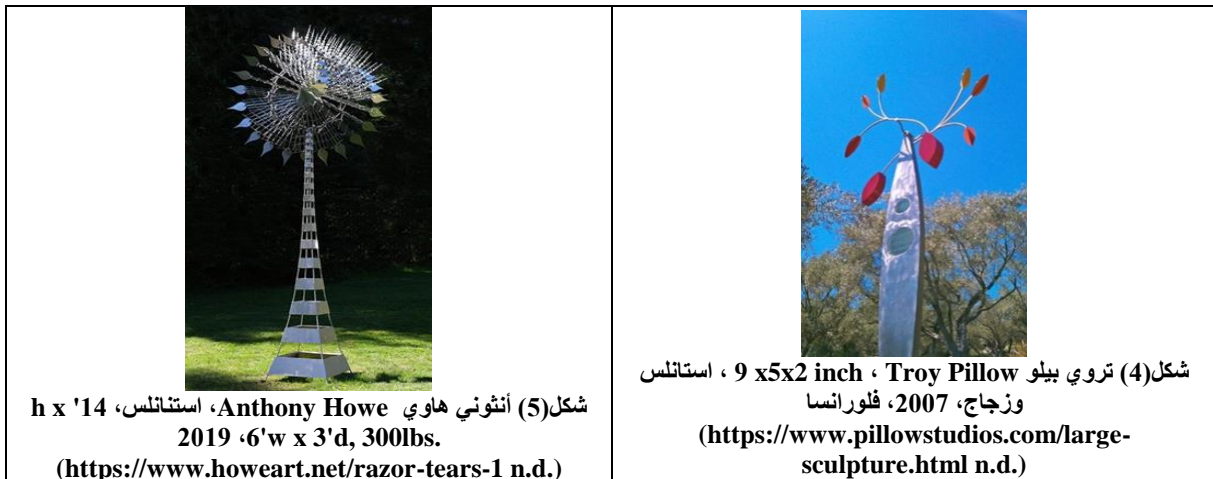 شكل(4) تروي بيلو Troy Pillow ، 9 x5x2 inch ، استانلس
وزجاج، 2007، فلورانسا
(https://www.pillowstudios.com/large-
sculpture.html n.d.)
شكل(5) أنثوني هاوي Anthony Howe، استنانلس، 14' h x
6'w x 3'd, 300lbs.، 2019
(https://www.howeart.net/razor-tears-1 n.d.)